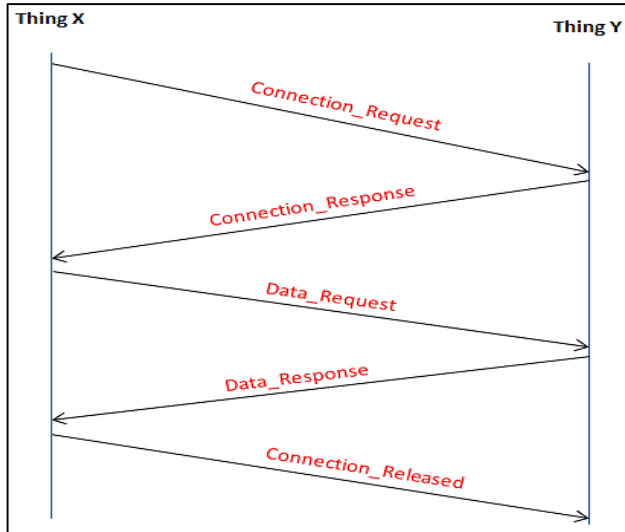 Thing X
Thing Y
Connection_Request
Connection_Response
Data_Request
Data_Response
Connection_Released